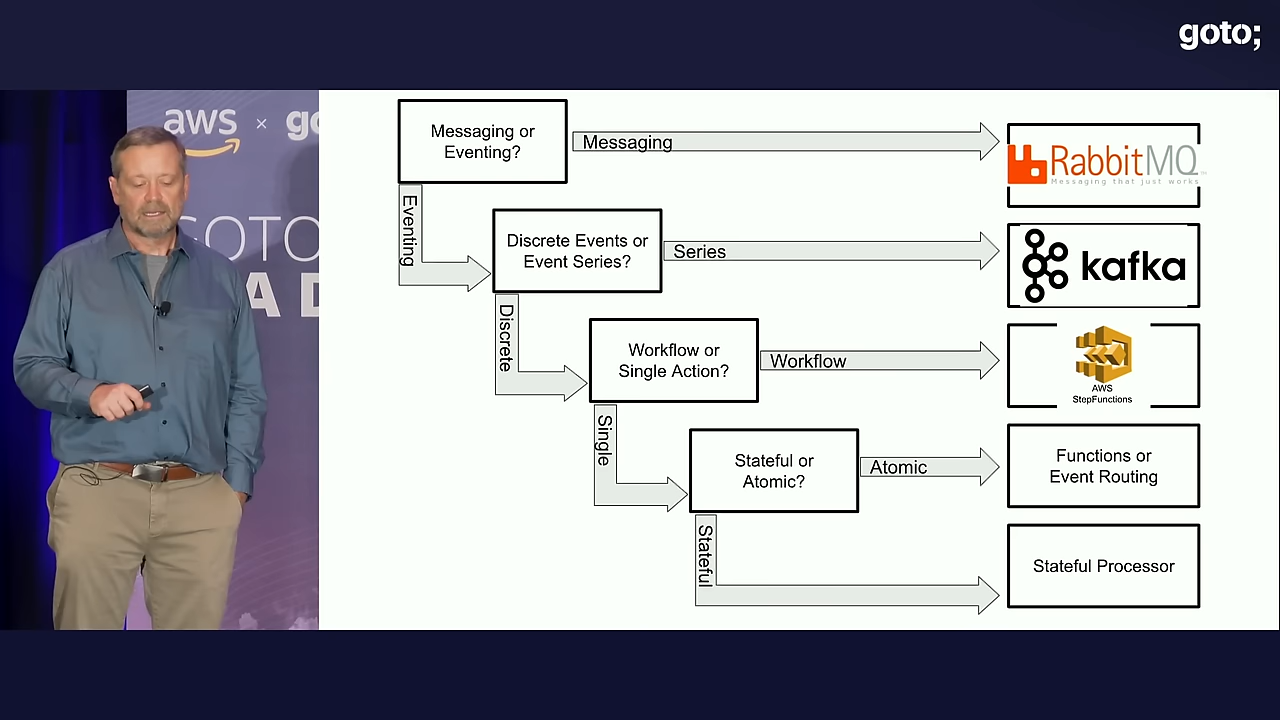 goto;
aws × go
GOTO
A D
Messaging or
Eventing?
Messaging
RabbitMQ
Messaging that just works
Eventing
Discrete Events or
Event Series?
Series
kafka
Discrete
Workflow or
Single Action?
Workflow
AWS
StepFunctions
Single
Stateful or
Atomic?
Atomic
Functions or
Event Routing
Stateful
Stateful Processor